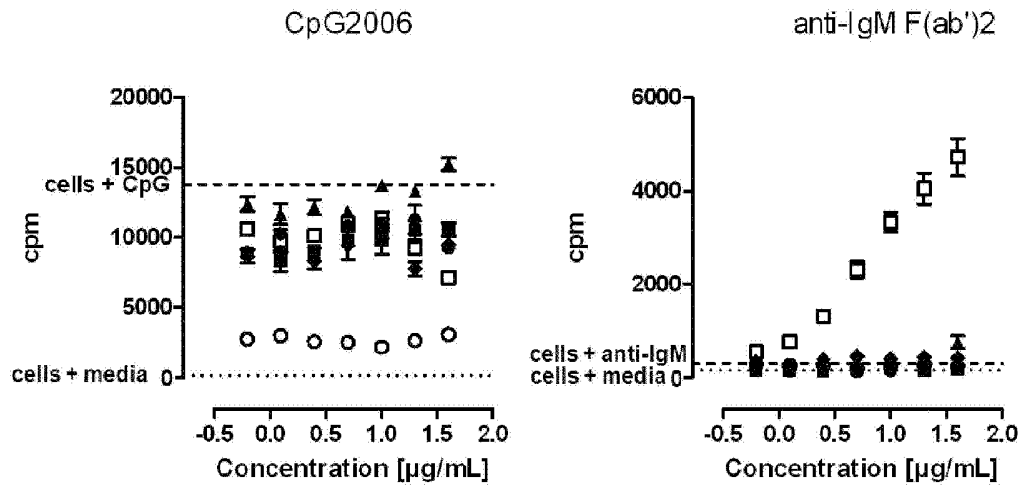 CpG2006
20000
15000
cells + CpG
10000
cpm
5000
cells + media
0
-0.5 0.0 0.5 1.0 1.5 2.0
Concentration [µg/mL]
anti-IgM F(ab')2
6000
4000
cpm
2000
cells + anti-IgM
cells + media
0
-0.5 0.0 0.5 1.0 1.5 2.0
Concentration [µg/mL]